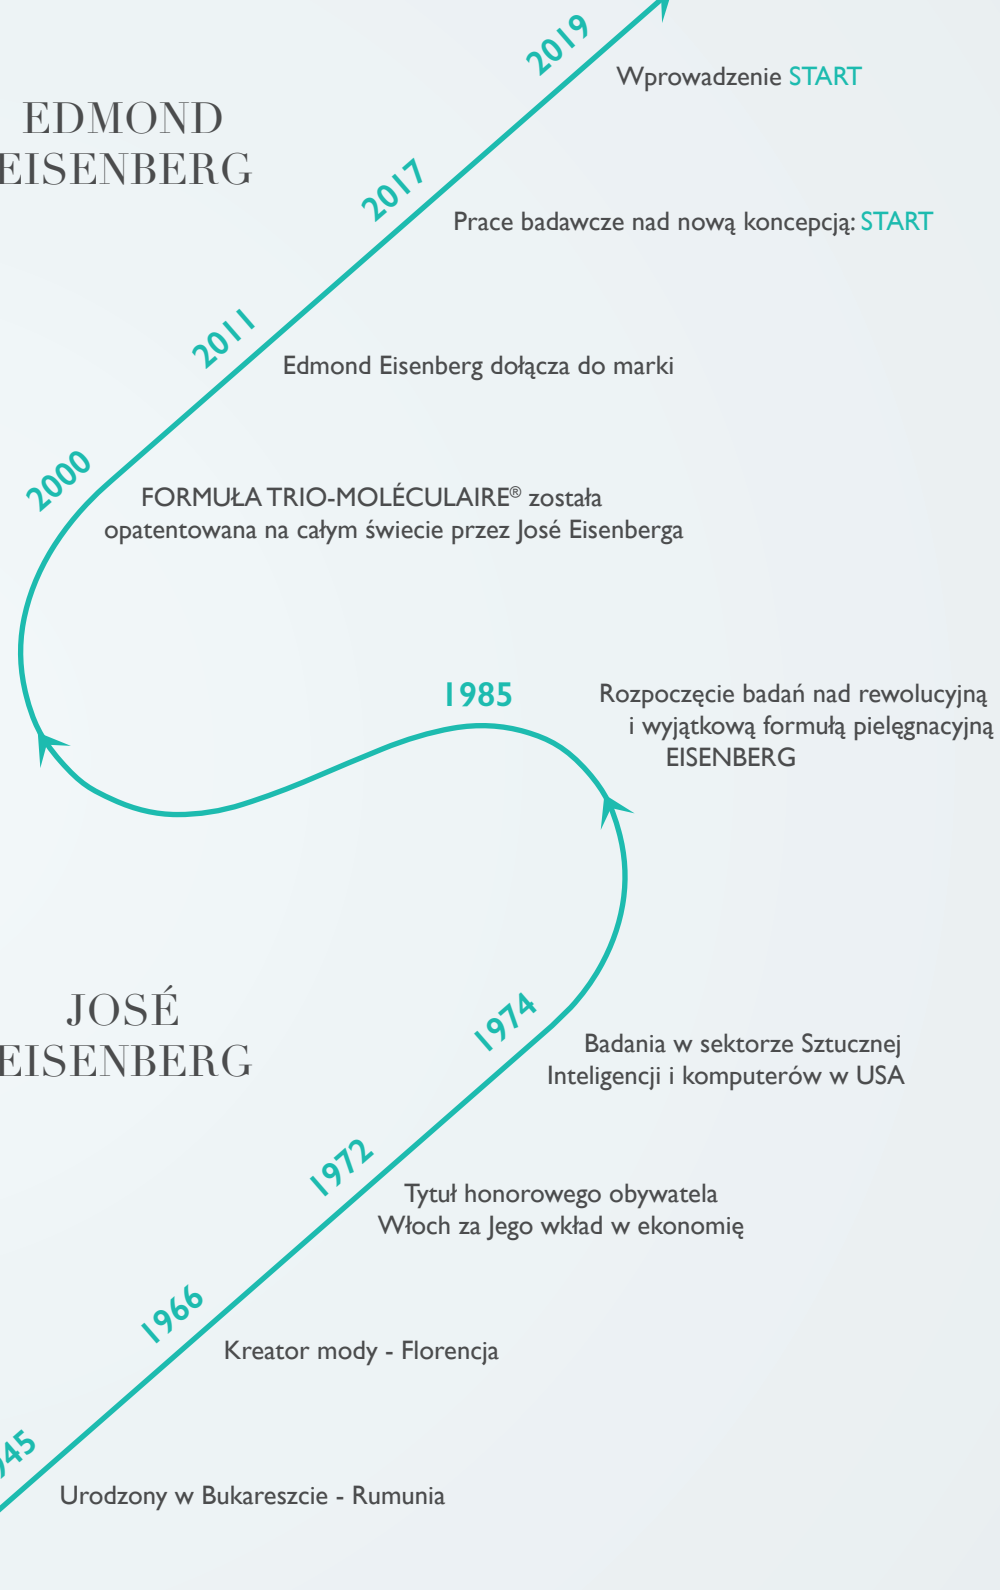 2019
Wprowadzenie START
EDMOND
EISENBERG
2017
Prace badawcze nad nową koncepcją: START
2011
Edmond Eisenberg dołącza do marki
2000
FORMUŁA TRIO-MOLÉCULAIRE® została
opatentowana na całym świecie przez José Eisenberga
1985
Rozpoczęcie badań nad rewolucyjną
i wyjątkową formułą pielęgnacyjną
EISENBERG
1974
Badania w sektorze Sztucznej
Inteligencji i komputerów w USA
JOSÉ
EISENBERG
1972
Tytuł honorowego obywatela
Włoch za Jego wkład w ekonomię
1966
Kreator mody - Florencja
45
Urodzony w Bukareszcie - Rumunia